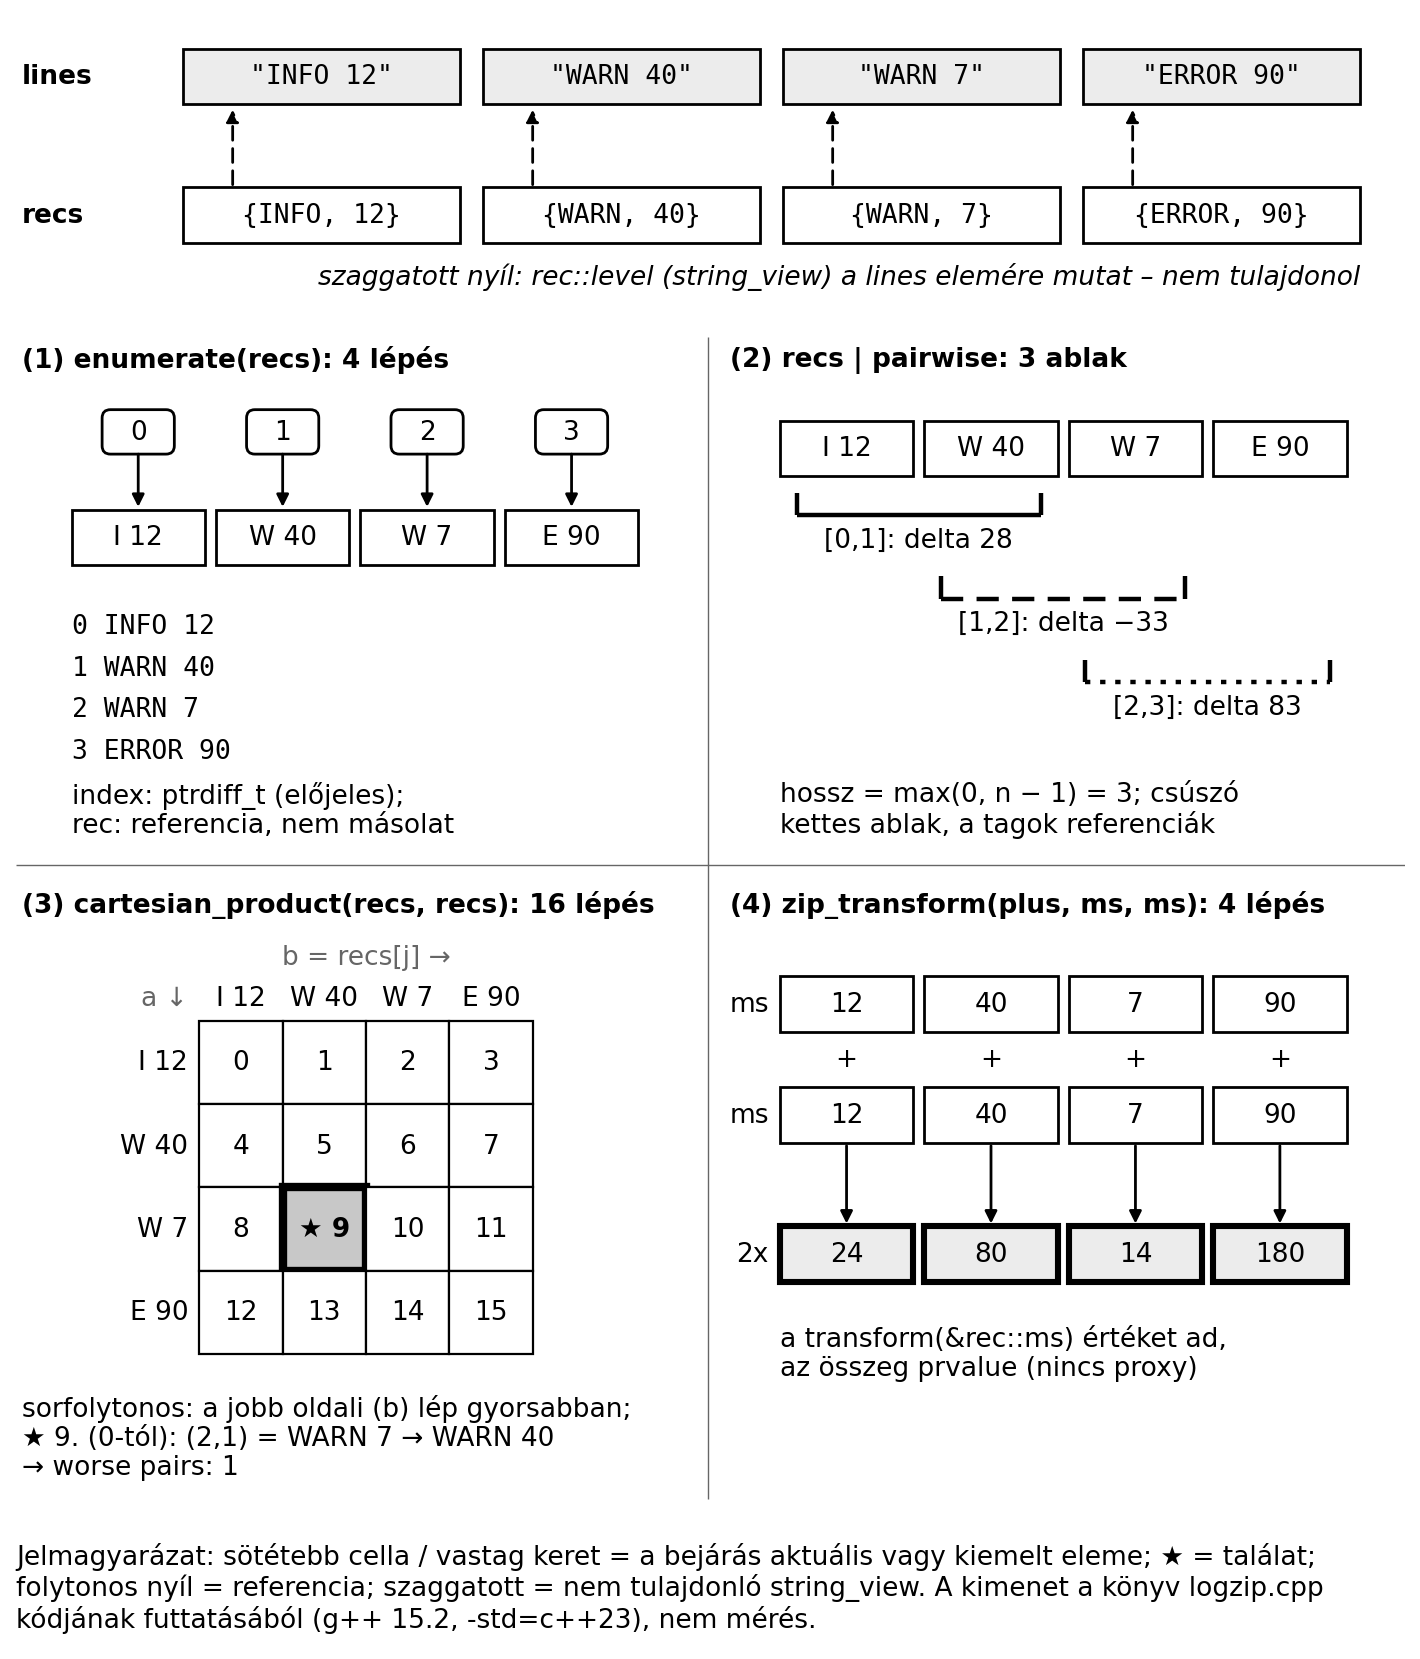 lines "INFO 12" "WARN 40" "WARN 7" "ERROR 90"
recs {INFO, 12} {WARN, 40} {WARN, 7} {ERROR, 90}
szaggatott nyíl: rec::level (string_view) a lines elemére mutat – nem tulajdonol
(1) enumerate(recs): 4 lépés
0 1 2 3
I 12 W 40 W 7 E 90
0 INFO 12
1 WARN 40
2 WARN 7
3 ERROR 90
index: ptrdiff_t (előjeles);
rec: referencia, nem másolat
(2) recs | pairwise: 3 ablak
I 12 W 40 W 7 E 90
[0,1]: delta 28
[1,2]: delta −33
[2,3]: delta 83
hossz = max(0, n − 1) = 3; csúszó
kettes ablak, a tagok referenciák
(3) cartesian_product(recs, recs): 16 lépés
b = recs[j] →
a ↓ I 12 W 40 W 7 E 90
I 12 0 1 2 3
W 40 4 5 6 7
W 7 8 ★ 9 10 11
E 90 12 13 14 15
sorfolytonos: a jobb oldali (b) lép gyorsabban;
★ 9. (0-tól): (2,1) = WARN 7 → WARN 40
→ worse pairs: 1
(4) zip_transform(plus, ms, ms): 4 lépés
ms 12 40 7 90
+ + + +
ms 12 40 7 90
2x 24 80 14 180
a transform(&rec::ms) értéket ad,
az összeg prvalue (nincs proxy)
Jelmagyarázat: sötétebb cella / vastag keret = a bejárás aktuális vagy kiemelt eleme; ★ = találat;
folytonos nyíl = referencia; szaggatott = nem tulajdonló string_view. A kimenet a könyv logzip.cpp
kódjának futtatásából (g++ 15.2, -std=c++23), nem mérés.